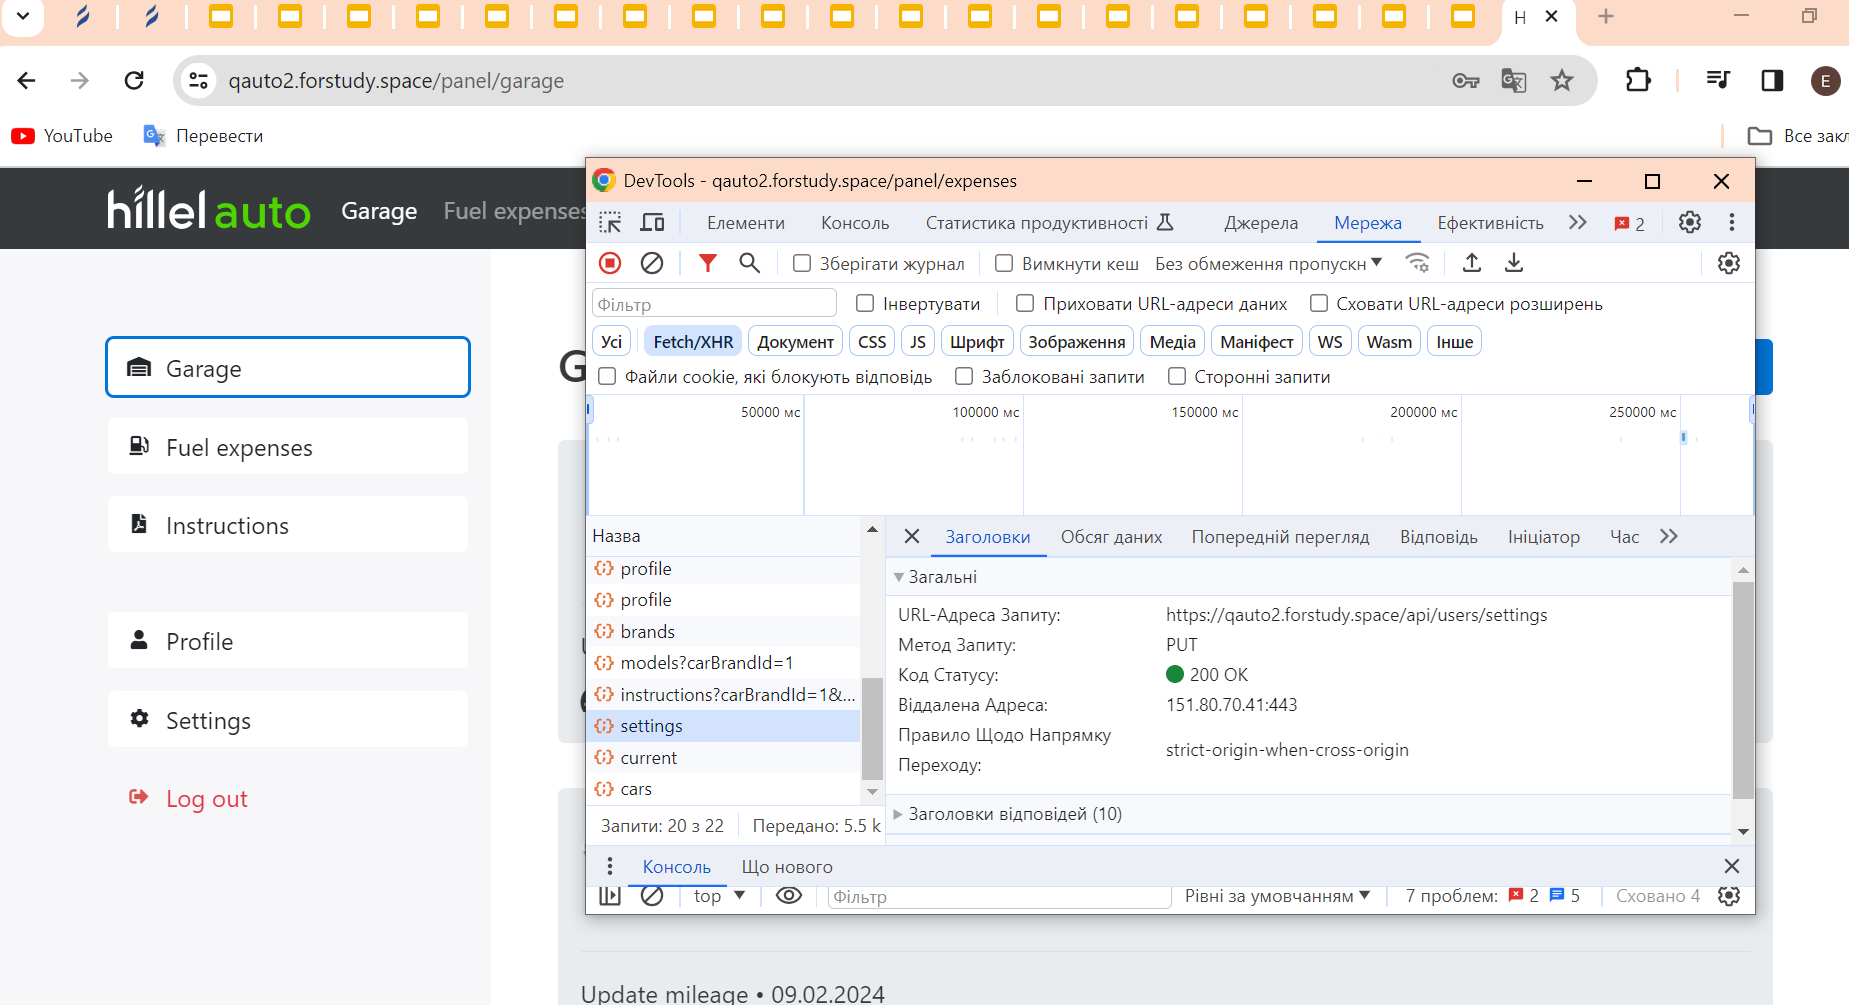 H
qauto2.forstudy.space/panel/garage
E
YouTube
Перевести
Все закл
DevTools - qauto2.forstudy.space/panel/expenses
hillel auto
Garage
Fuel expenses
Елементи
Консоль
Статистика продуктивності
Джерела
Мережа
Ефективність
2
Зберігати журнал
Вимкнути кеш
Без обмеження пропускн
Фільтр
Інвертувати
Приховати URL-адреси даних
Сховати URL-адреси розширень
Усі
Fetch/XHR
Документ
CSS
JS
Шрифт
Зображення
Медіа
Маніфест
WS
Wasm
Інше
Файли cookie, які блокують відповідь
Заблоковані запити
Сторонні запити
50000 мс
100000 мс
150000 мс
200000 мс
250000 мс
Garage
Fuel expenses
Instructions
Profile
Settings
Log out
G
Назва
profile
profile
brands
models?carBrandId=1
instructions?carBrandId=1&...
settings
current
cars
Запити: 20 з 22
Передано: 5.5 k
Заголовки
Обсяг даних
Попередній перегляд
Відповідь
Ініціатор
Час
Загальні
URL-Адреса Запиту:
https://qauto2.forstudy.space/api/users/settings
Метод Запиту:
PUT
Код Статусу:
200 OK
Віддалена Адреса:
151.80.70.41:443
Правило Щодо Напрямку
Переходу:
strict-origin-when-cross-origin
Заголовки відповідей (10)
Консоль
Що нового
top
Фільтр
Рівні за умовчанням
7 проблем:
2
5
Сховано 4
Update mileage • 09.02.2024